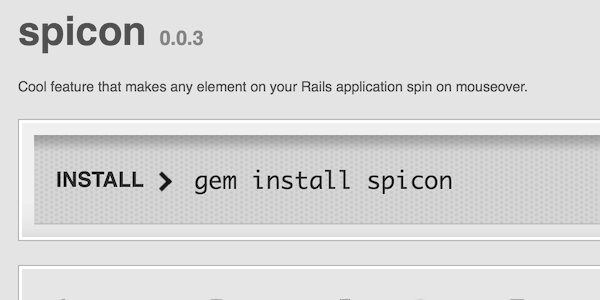 spicon 0.0.3
Cool feature that makes any element on your Rails application spin on mouseover.
INSTALL > gem install spicon